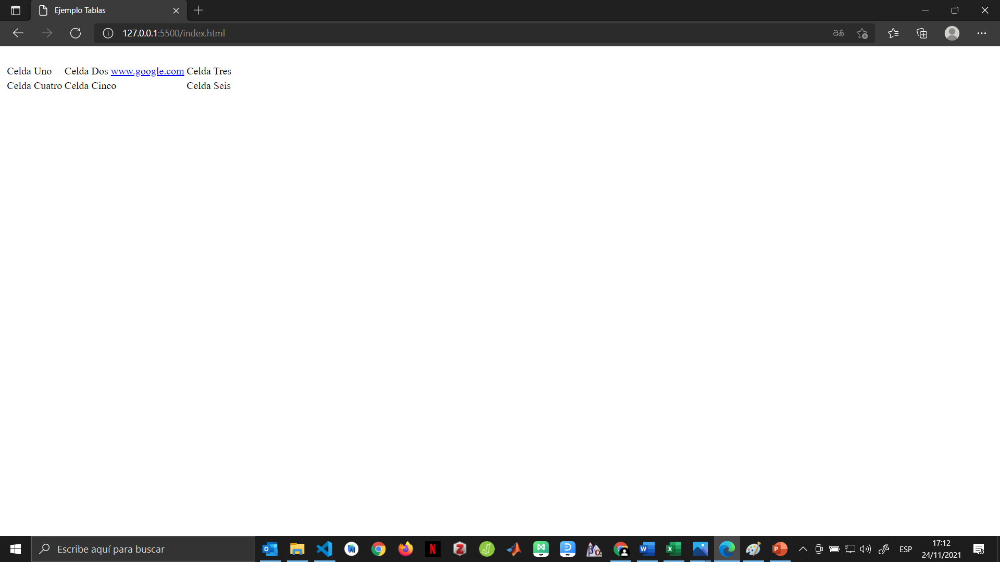 Ejemplo Tablas
127.0.0.1:5500/index.html
Celda Uno Celda Dos www.google.com Celda Tres
Celda Cuatro Celda Cinco Celda Seis
Escribe aquí para buscar
ESP
17:12
24/11/2021